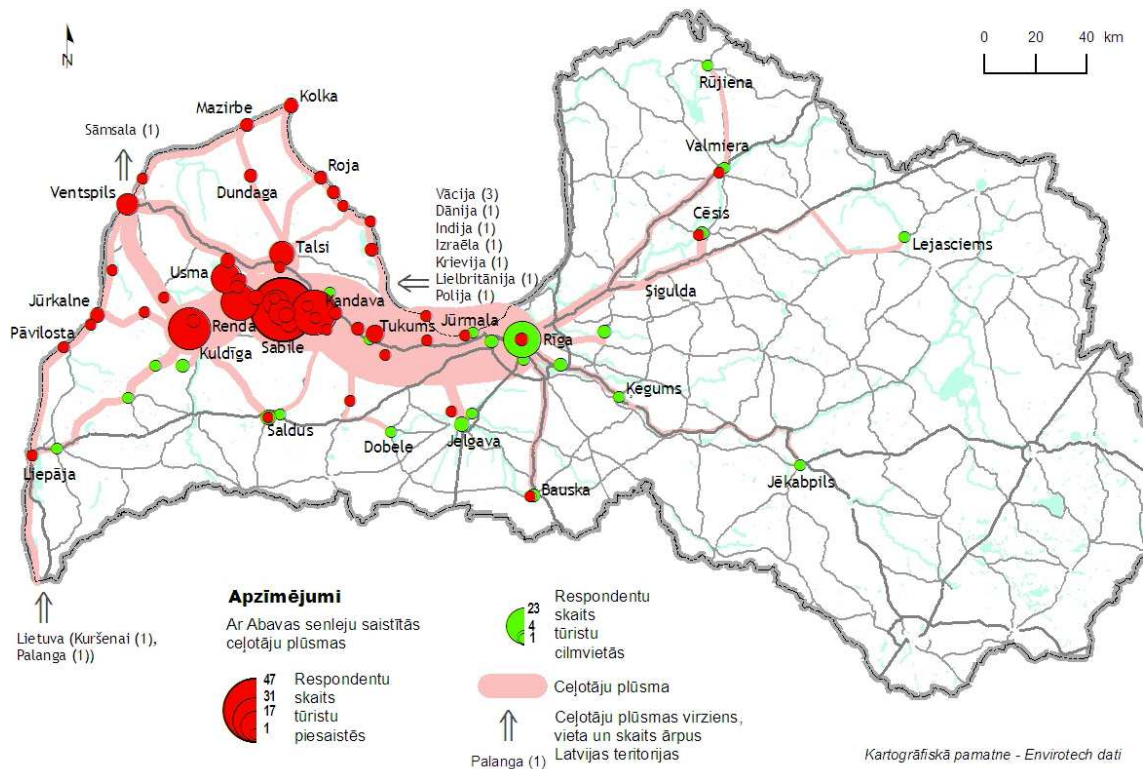 0 20 40 km
N
Rūjiena
Kolka
Mazirbe
Sāmsala (1)
Valmiera
Roja
Ventspils
Dundaga
Vācija (3)
Dānija (1)
Indija (1)
Izraēla (1)
Krievija (1)
Lielbritānija (1)
Polija (1)
Cēsis
Lejasciems
Talsi
Usma
Sigulda
Jūrkalne
Kandava
Pāvilosta
Renda
Tukums
Jūrmala
Rīga
Kuldīga
Sabile
Ķegums
Saldus
Dobele
Jelgava
Liepāja
Jēkabpils
Bauska
Lietuva (Kuršenai (1),
Palanga (1))
Apzīmējumi
Ar Abavas senleju saistītās
ceļotāju plūsmas
47
31
17
1
Respondentu
skaits
tūristu
piesaistēs
23
4
1
Respondentu
skaits
tūristu
cilmvietās
Ceļotāju plūsma
Palanga (1)
Ceļotāju plūsmas virziens,
vieta un skaits ārpus
Latvijas teritorijas
Kartogrāfiskā pamatne - Envirotech dati